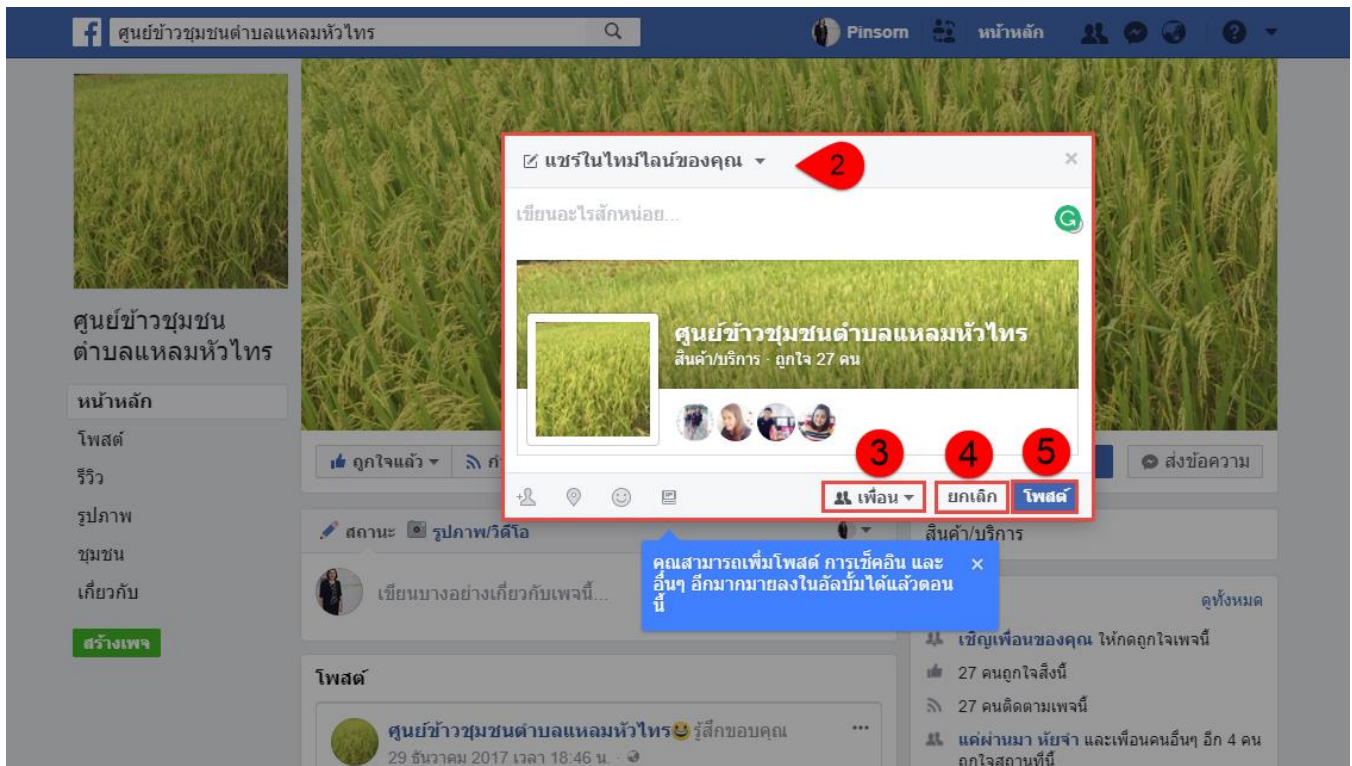 ศูนย์ข้าวชุมชนตำบลแหลมหัวไทร
Pinsorn
หน้าหลัก
ศูนย์ข้าวชุมชน
ตำบลแหลมหัวไทร
หน้าหลัก
โพสต์
รีวิว
รูปภาพ
ชุมชน
เกี่ยวกับ
สร้างเพจ
แชร์ในไทม์ไลน์ของคุณ
2
เขียนอะไรสักหน่อย...
ศูนย์ข้าวชุมชนตำบลแหลมหัวไทร
สินค้า/บริการ · ถูกใจ 27 คน
3
4
5
เพื่อน
ยกเลิก
โพสต์
ถูกใจแล้ว
ส่งข้อความ
สถานะ รูปภาพ/วิดีโอ
เขียนบางอย่างเกี่ยวกับเพจนี้...
คุณสามารถเพิ่มโพสต์ การเช็คอิน และ
อื่นๆ อีกมากมายลงในอัลบั้มได้แล้วตอน
นี้
สินค้า/บริการ
ดูทั้งหมด
เชิญเพื่อนของคุณ ให้กดถูกใจเพจนี้
27 คนถูกใจสิ่งนี้
27 คนติดตามเพจนี้
แค่ผ่านมา หัยจำ และเพื่อนคนอื่นๆ อีก 4 คน
ถูกใจสถานที่นี้
โพสต์
ศูนย์ข้าวชุมชนตำบลแหลมหัวไทร😃รู้สึกขอบคุณ
29 ธันวาคม 2017 เวลา 18:46 น. ·